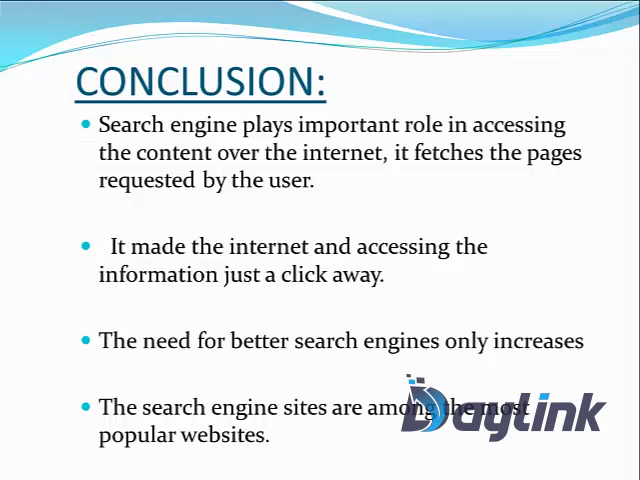 CONCLUSION:
Search engine plays important role in accessing
the content over the internet, it fetches the pages
requested by the user.
It made the internet and accessing the
information just a click away.
The need for better search engines only increases
The search engine sites are among the most
popular websites.
Daylink